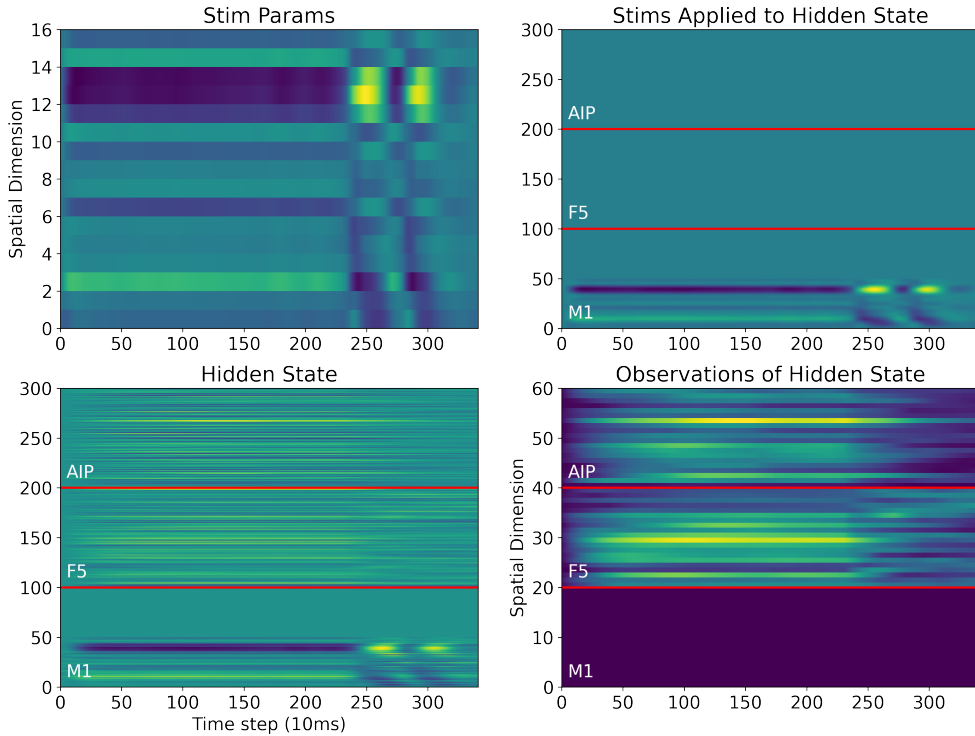 Stim Params
16
14
12
10
8
6
4
2
0
Spatial Dimension
0 50 100 150 200 250 300
Stims Applied to Hidden State
300
250
200
150
100
50
0
AIP
F5
M1
0 50 100 150 200 250 300
Hidden State
300
250
200
150
100
50
0
AIP
F5
M1
0 50 100 150 200 250 300
Time step (10ms)
Observations of Hidden State
60
50
40
30
20
10
0
Spatial Dimension
AIP
F5
M1
0 50 100 150 200 250 300